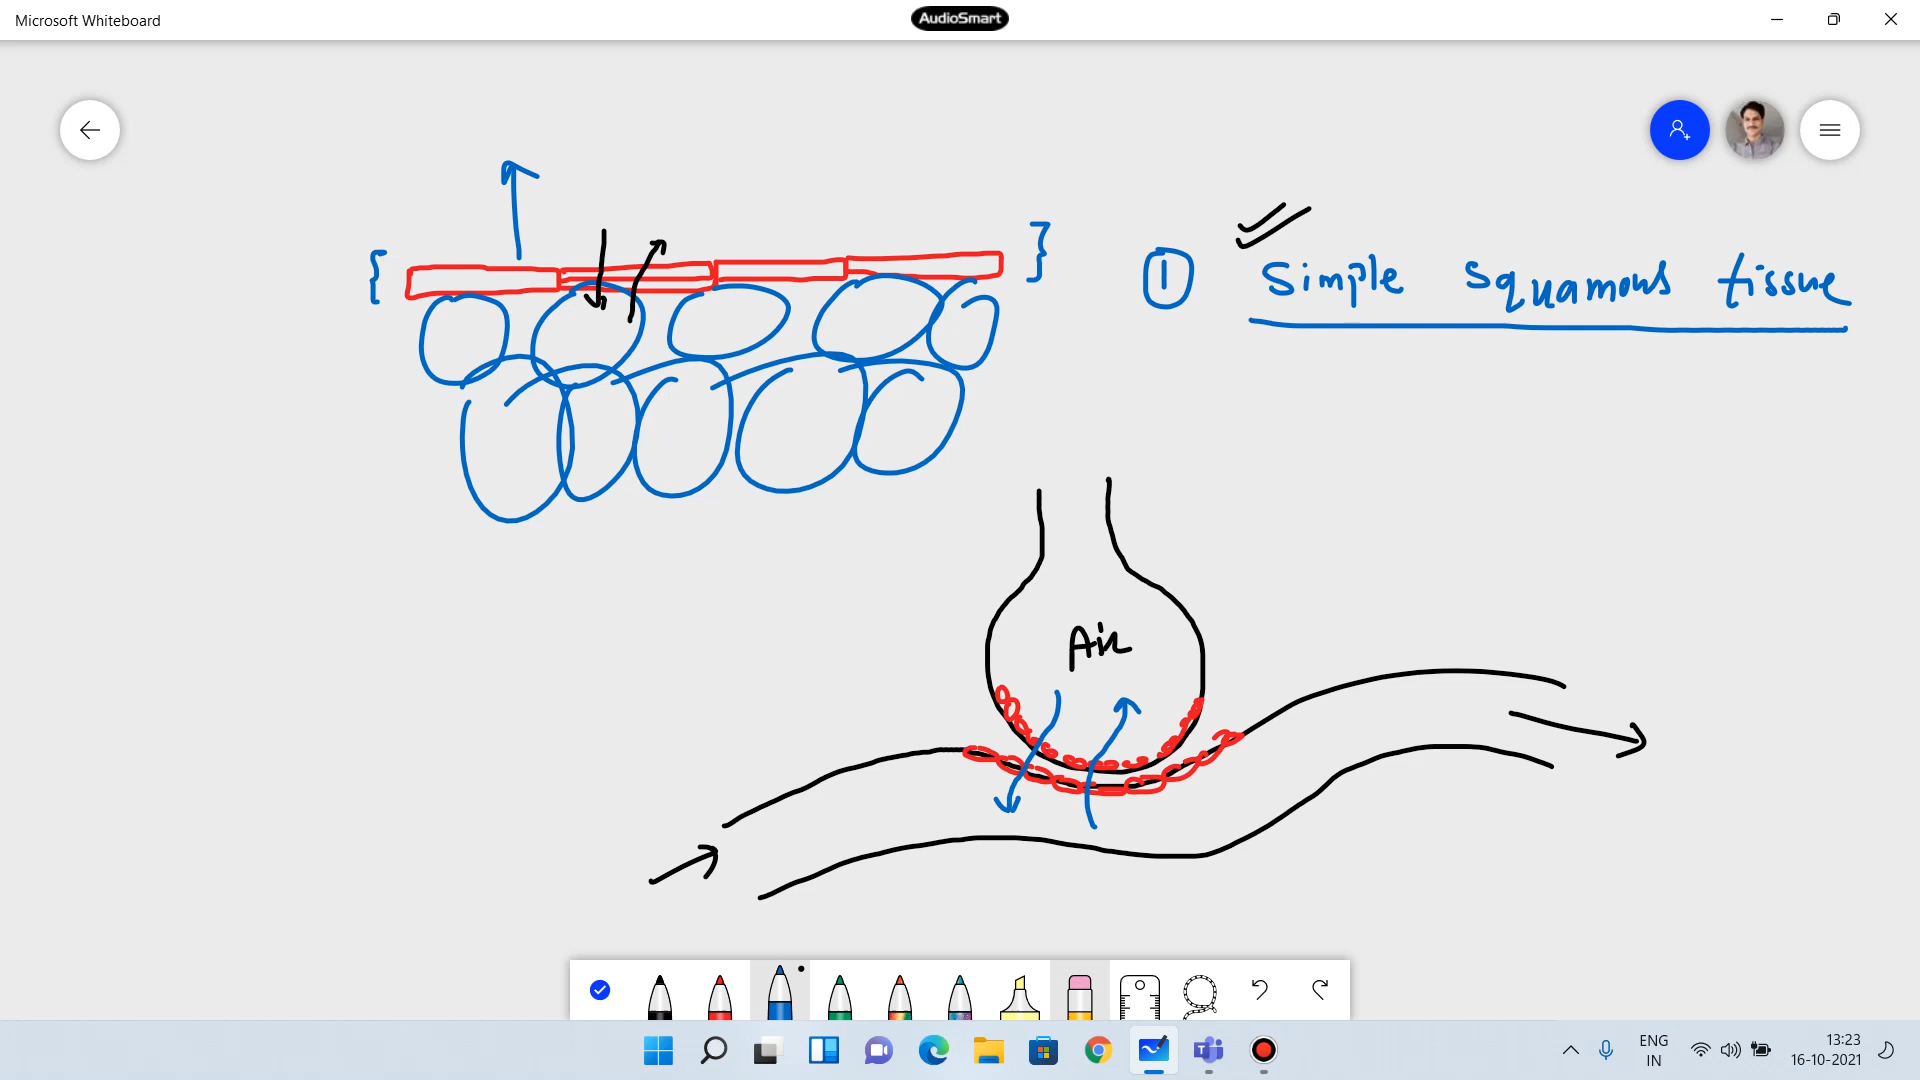 Microsoft Whiteboard
AudioSmart
① Simple Squamous tissue
Air
ENG
IN
13:23
16-10-2021